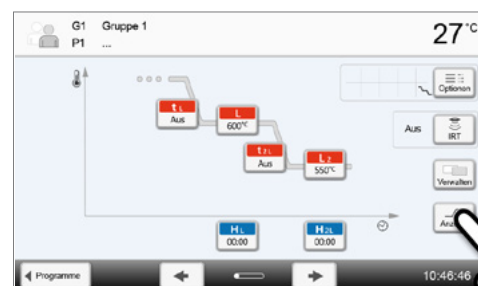 G1 Gruppe 1
P1 ...
27°C
t L
Aus
L
600°C
t 2L
Aus
L 2
550°C
H L
00:00
H 2L
00:00
Optionen
Aus
IRT
Verwalten
Programme
10:46:46